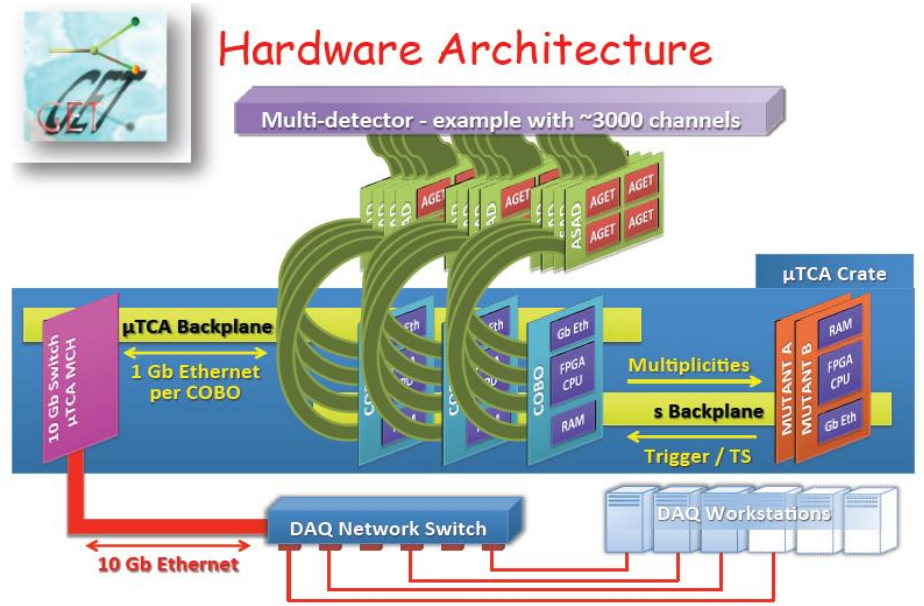 GET
GET
Hardware Architecture
Multi-detector - example with ~3000 channels
AGET
AGET
AGET
AGET
AGET
AGET
ASAD
µTCA Crate
10 Gb Switch
µTCA MCH
µTCA Backplane
1 Gb Ethernet
per COBO
COBO
Gb Eth
FPGA
CPU
RAM
Multiplicities
s Backplane
Trigger / TS
MUTANT A
MUTANT B
RAM
FPGA
CPU
Gb Eth
DAQ Network Switch
DAQ Workstations
10 Gb Ethernet